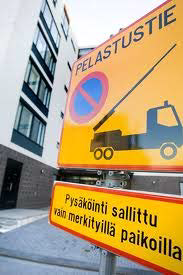 PELASTUSTIE
Pysäköinti sallittu
vain merkityillä paikoilla